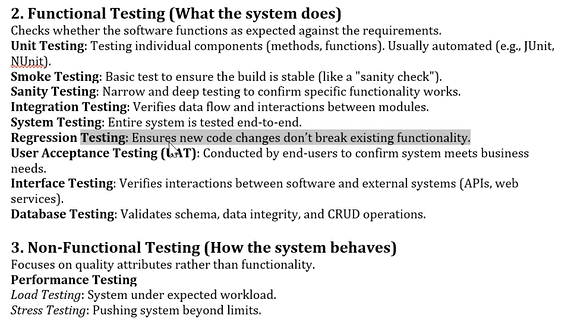 2. Functional Testing (What the system does)
Checks whether the software functions as expected against the requirements.
Unit Testing: Testing individual components (methods, functions). Usually automated (e.g., JUnit,
NUnit).
Smoke Testing: Basic test to ensure the build is stable (like a "sanity check").
Sanity Testing: Narrow and deep testing to confirm specific functionality works.
Integration Testing: Verifies data flow and interactions between modules.
System Testing: Entire system is tested end-to-end.
Regression Testing: Ensures new code changes don’t break existing functionality.
User Acceptance Testing (UAT): Conducted by end-users to confirm system meets business
needs.
Interface Testing: Verifies interactions between software and external systems (APIs, web
services).
Database Testing: Validates schema, data integrity, and CRUD operations.
3. Non-Functional Testing (How the system behaves)
Focuses on quality attributes rather than functionality.
Performance Testing
Load Testing: System under expected workload.
Stress Testing: Pushing system beyond limits.